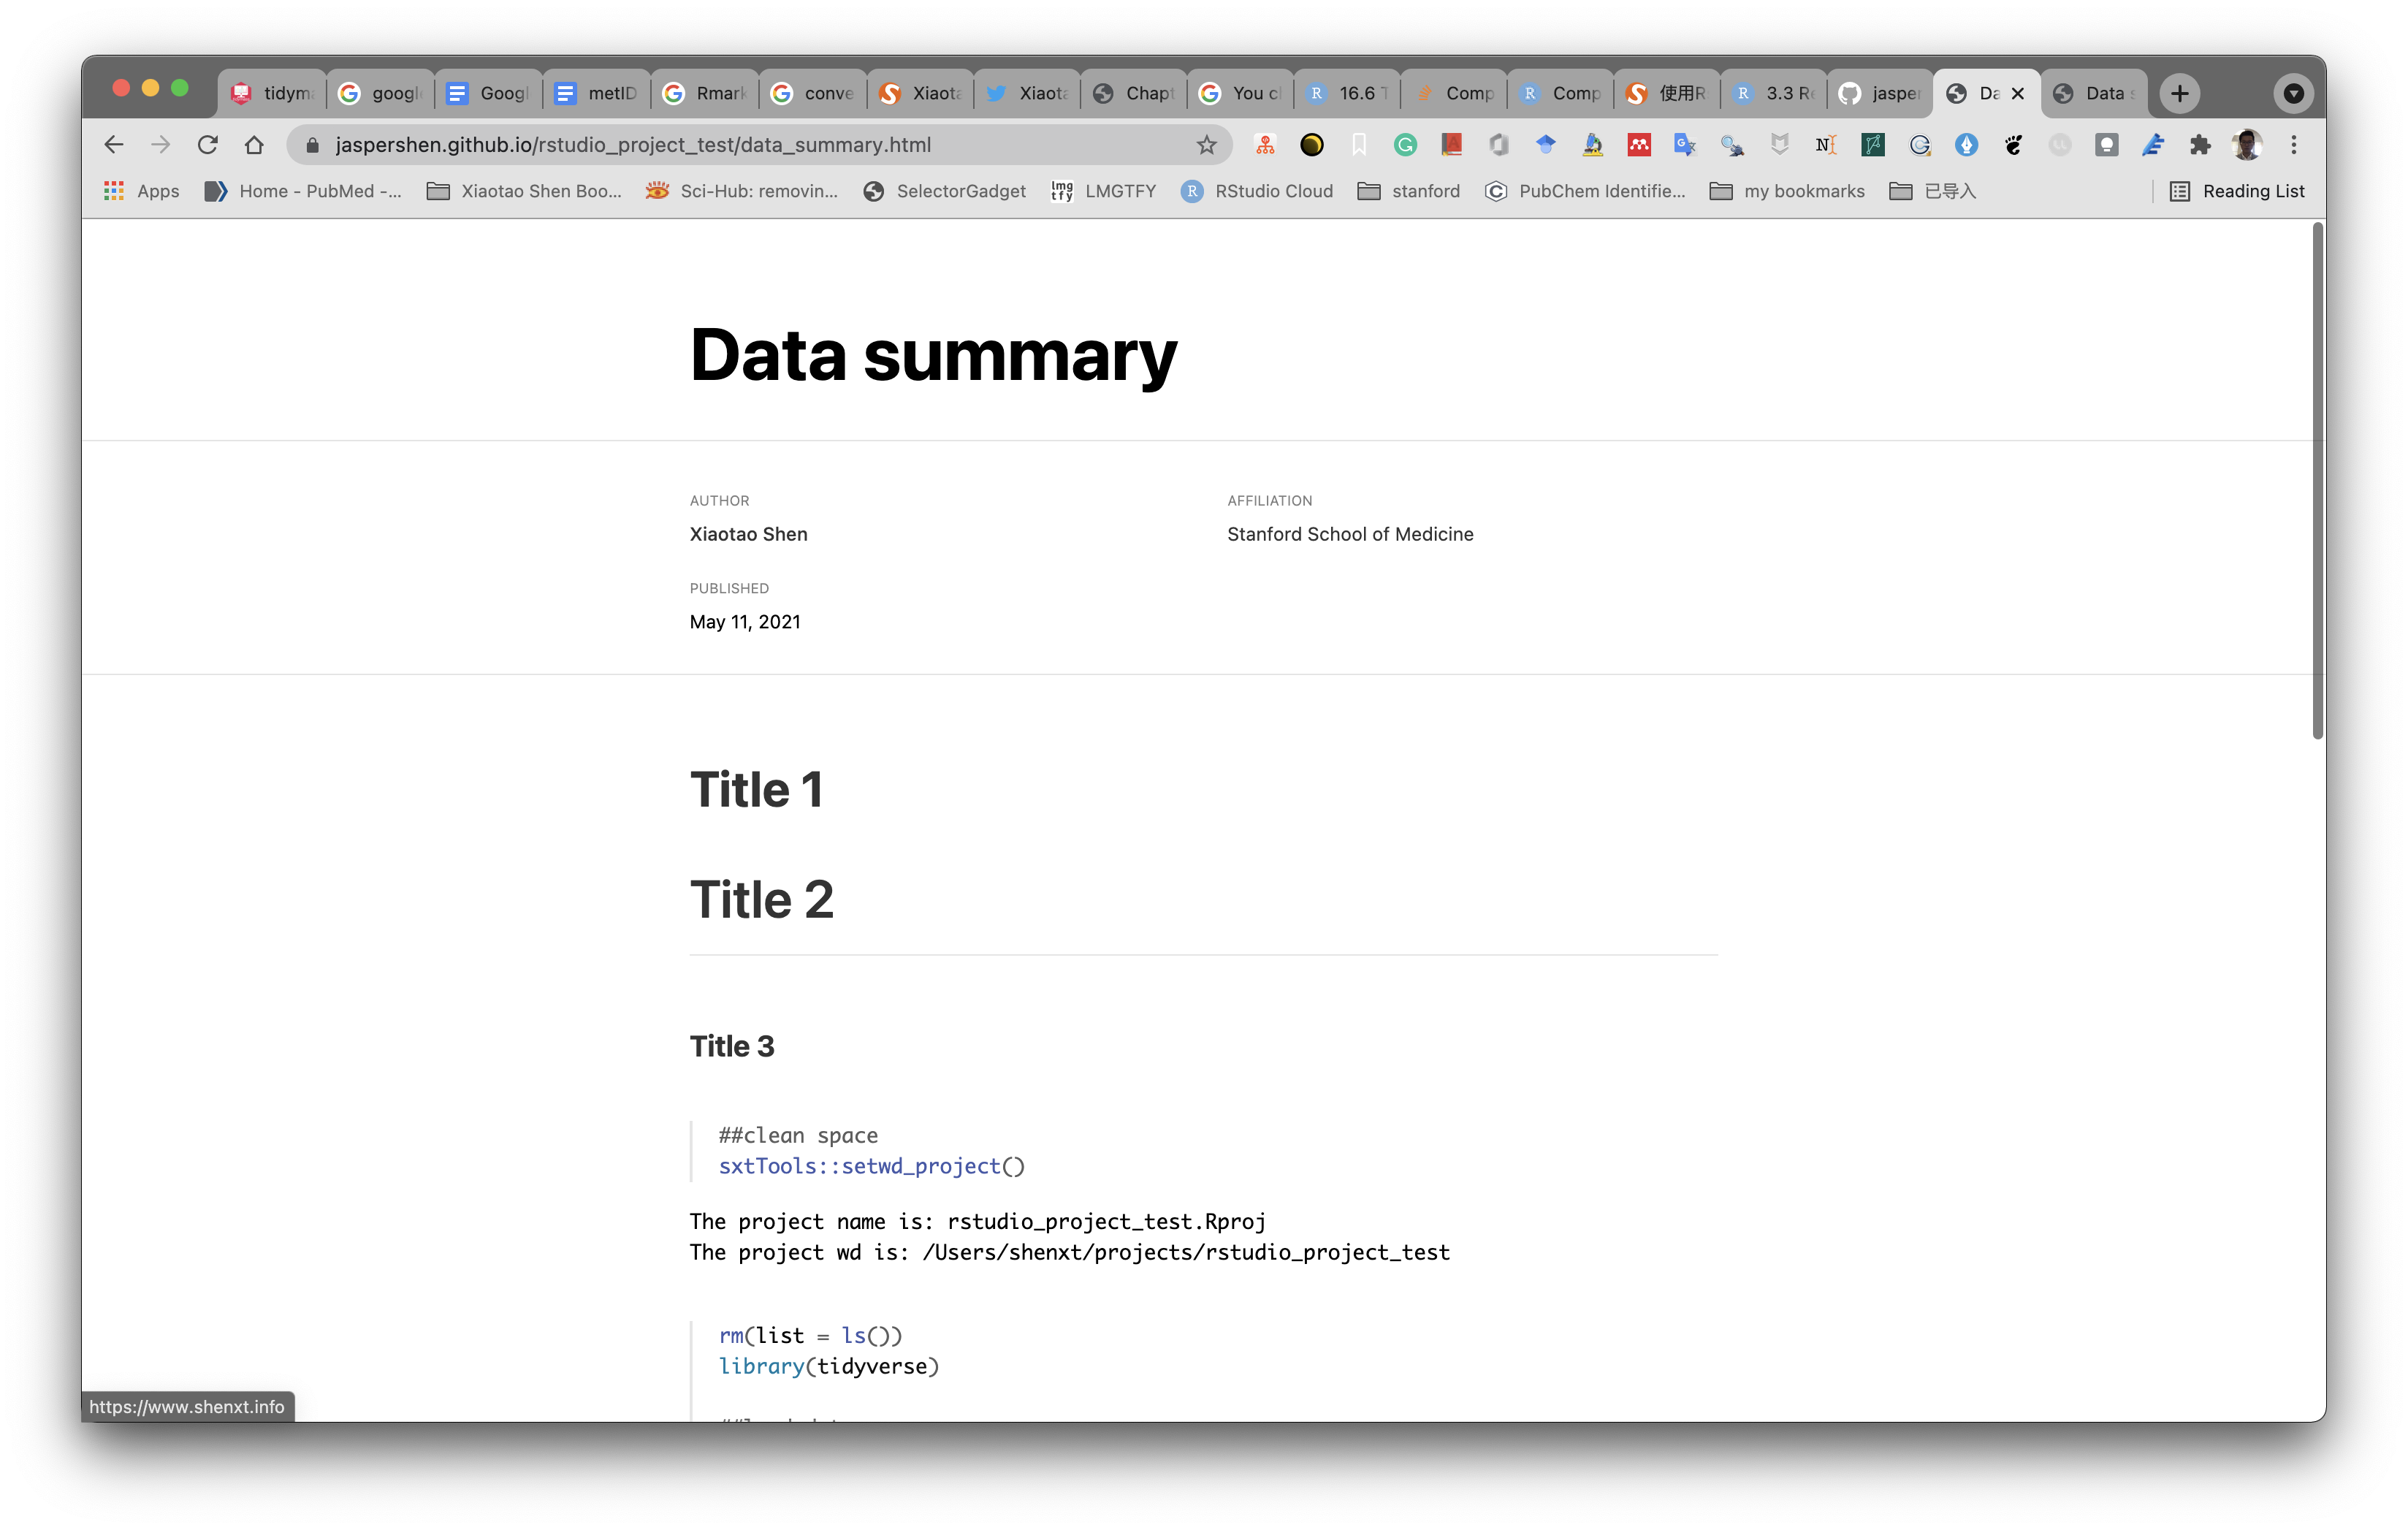 tidym
googl
Googl
metID
Rmark
conve
Xiaota
Xiaota
Chapt
You c
16.6 T
Comp
Comp
使用R
3.3 Re
jasper
Da
Data s
jaspershen.github.io/rstudio_project_test/data_summary.html
Apps
Home - PubMed -...
Xiaotao Shen Boo...
Sci-Hub: removin...
SelectorGadget
LMGTFY
RStudio Cloud
stanford
PubChem Identifie...
my bookmarks
已导入
Reading List
Data summary
AUTHOR
AFFILIATION
Xiaotao Shen
Stanford School of Medicine
PUBLISHED
May 11, 2021
Title 1
Title 2
Title 3
##clean space
sxtTools::setwd_project()
The project name is: rstudio_project_test.Rproj
The project wd is: /Users/shenxt/projects/rstudio_project_test
rm(list = ls())
library(tidyverse)
https://www.shenxt.info